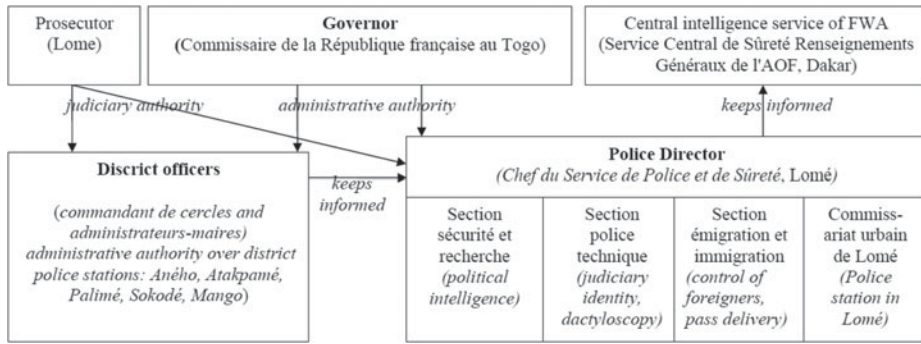 Prosecutor
(Lome)
Governor
(Commissaire de la République française au Togo)
Central intelligence service of FWA
(Service Central de Sûreté Renseignements
Généraux de l'AOF, Dakar)
judiciary authority
administrative authority
keeps informed
Discrict officers
(commandant de cercles and
administrateurs-maires)
administrative authority over district
police stations: Aného, Atakpamé,
Palimé, Sokodé, Mango)
keeps
informed
Police Director
(Chef du Service de Police et de Sûreté, Lomé)
Section
sécurité et
recherche
(political
intelligence)
Section
police
technique
(judiciary
identity,
dactyloscopy)
Section
émigration et
immigration
(control of
foreigners,
pass delivery)
Commiss-
ariat urbain
de Lomé
(Police
station in
Lomé)